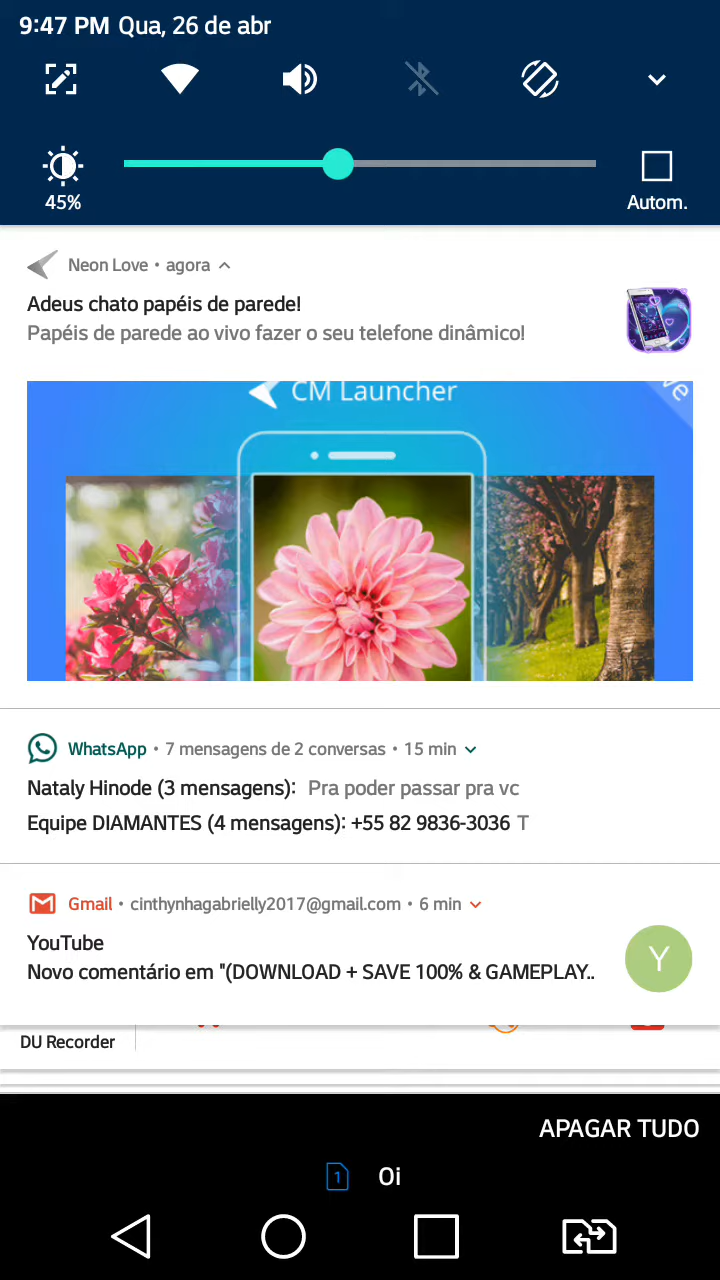 9:47 PM Qua, 26 de abr
45%
Autom.
Neon Love • agora
Adeus chato papéis de parede!
Papéis de parede ao vivo fazer o seu telefone dinâmico!
CM Launcher
WhatsApp • 7 mensagens de 2 conversas • 15 min
Nataly Hinode (3 mensagens): Pra poder passar pra vc
Equipe DIAMANTES (4 mensagens): +55 82 9836-3036 T
Gmail • cinthynhagabrielly2017@gmail.com • 6 min
YouTube
Novo comentário em "(DOWNLOAD + SAVE 100% & GAMEPLAY..
Y
DU Recorder
APAGAR TUDO
1 Oi